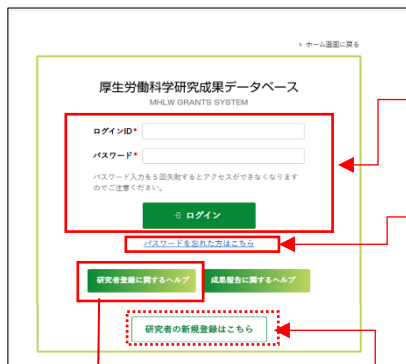 > ホーム画面に戻る
厚生労働科学研究成果データベース
MHLW GRANTS SYSTEM
ログインID*
パスワード*
パスワード入力を5回失敗するとアクセスができなくなります
のでご注意ください。
ログイン
パスワードを忘れた方はこちら
研究者登録に関するヘルプ 成果報告に関するヘルプ
研究者の新規登録はこちら